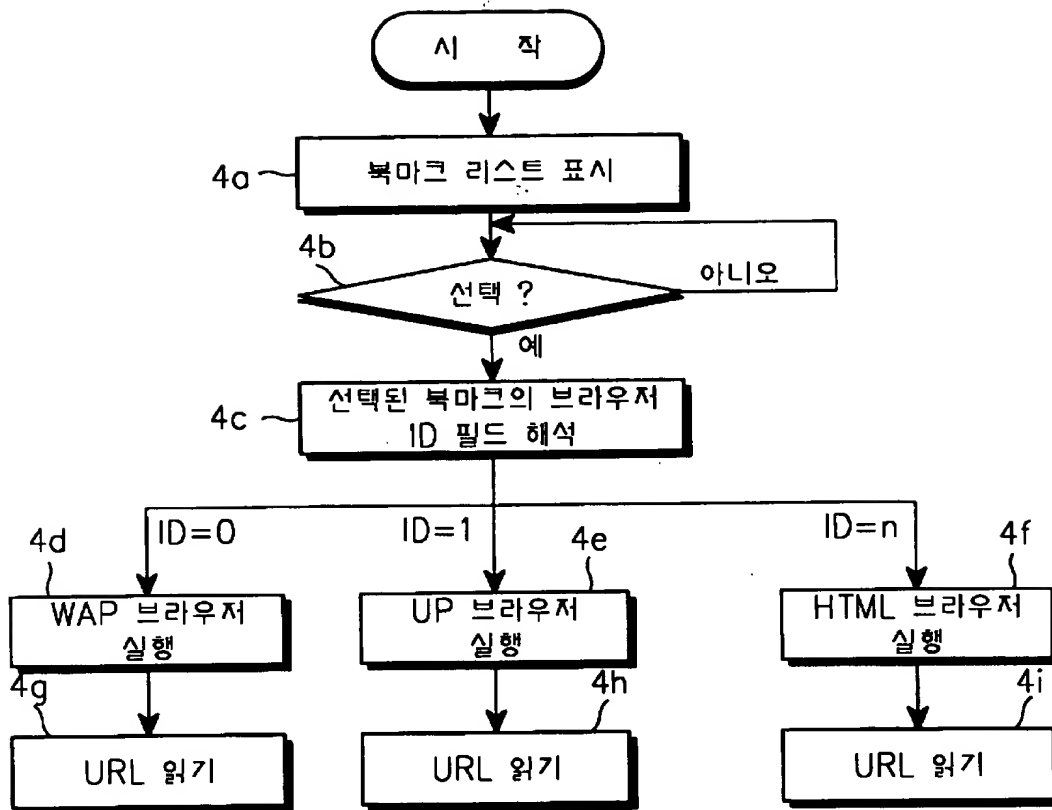 시 작
4a
북마크 리스트 표시
4b
선택 ?
아니오
예
4c
선택된 북마크의 브라우저
ID 필드 해석
ID=0
ID=1
ID=n
4d
4e
4f
WAP 브라우저
실행
UP 브라우저
실행
HTML 브라우저
실행
4g
4h
4i
URL 읽기
URL 읽기
URL 읽기